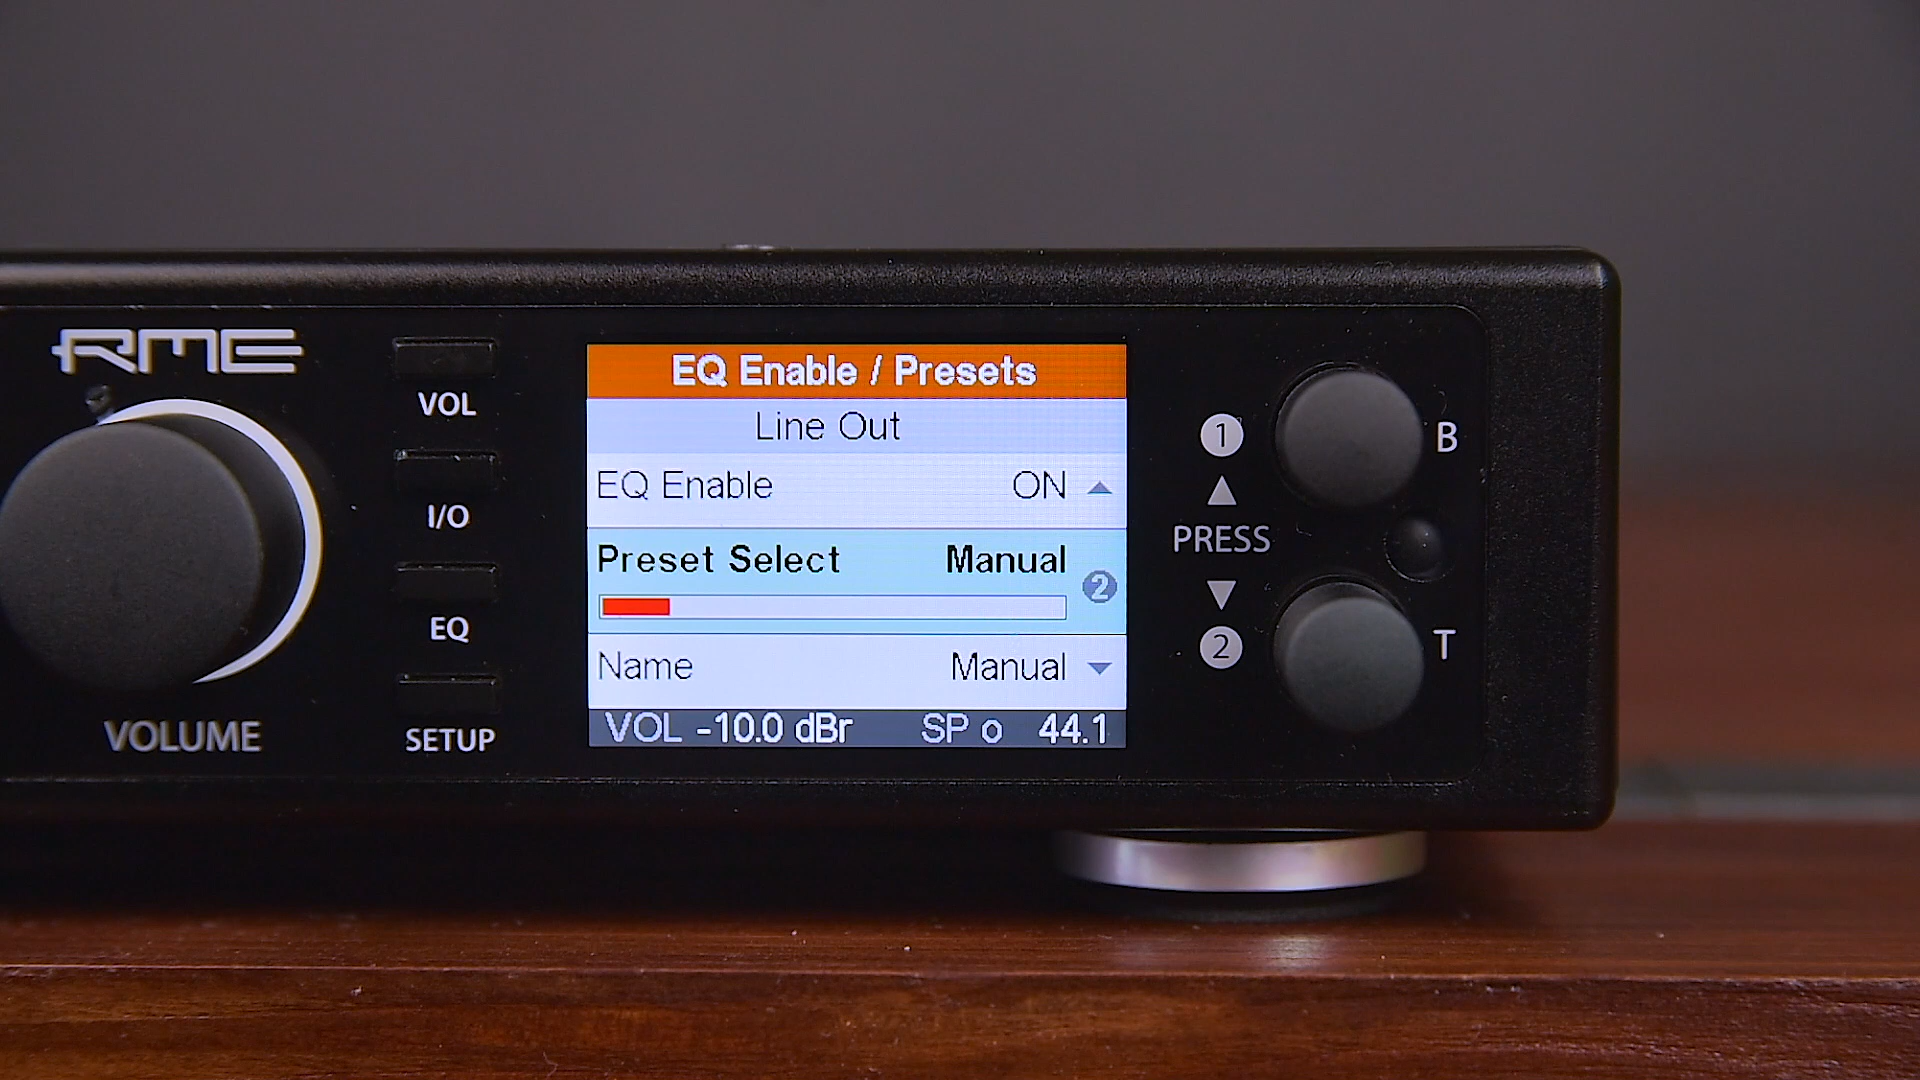 RME
VOLUME
VOL
I/O
EQ
SETUP
EQ Enable / Presets
Line Out
EQ Enable ON
Preset Select Manual
2
Name Manual
VOL -10.0 dBr SP o 44.1
1 B
PRESS
2 T